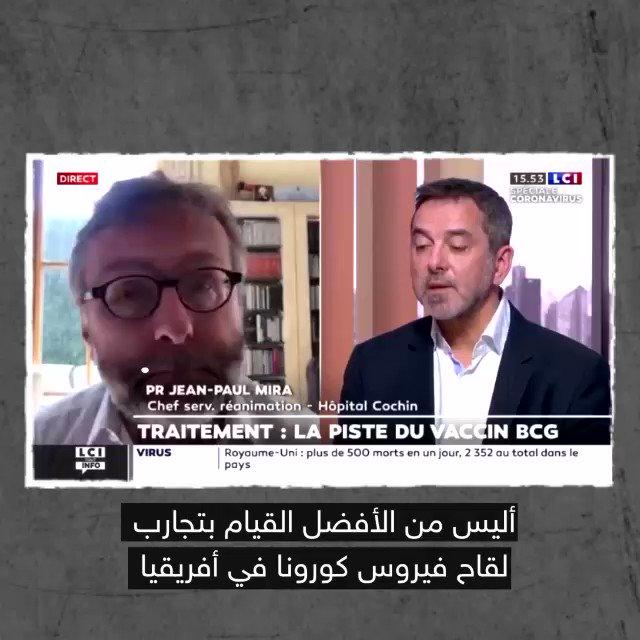 DIRECT
15.53 LCI
SPÉCIALE
CORONAVIRUS
PR JEAN-PAUL MIRA
Chef serv. réanimation - Hôpital Cochin
TRAITEMENT : LA PISTE DU VACCIN BCG
LCI
INFO
VIRUS
Royaume-Uni : plus de 500 morts en un jour, 2 352 au total dans le
pays
أليس من الأفضل القيام بتجارب
لقاح فيروس كورونا في أفريقيا